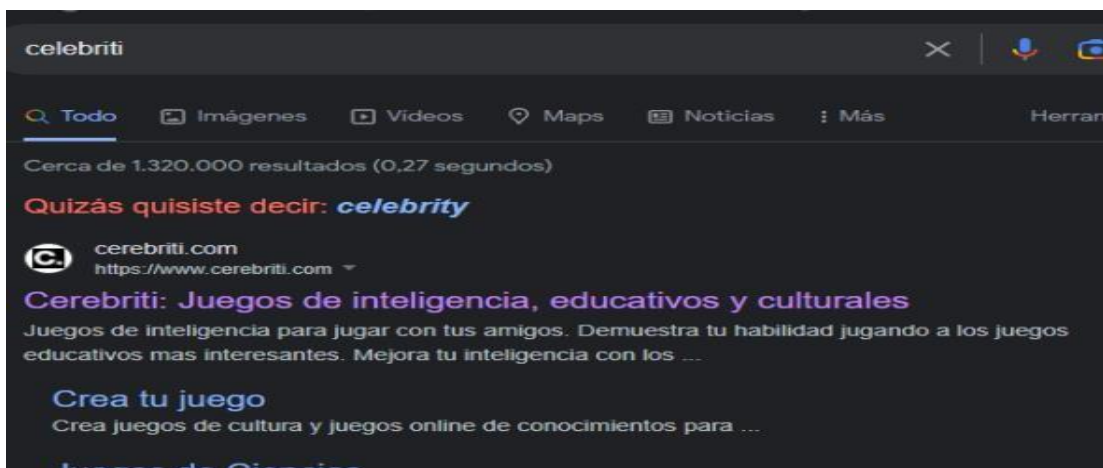 celebriti
Todo Imágenes Vídeos Maps Noticias Más
Cerca de 1.320.000 resultados (0,27 segundos)
Quizás quisiste decir: celebrity
cerebriti.com
https://www.cerebriti.com
Cerebriti: Juegos de inteligencia, educativos y culturales
Juegos de inteligencia para jugar con tus amigos. Demuestra tu habilidad jugando a los juegos
educativos mas interesantes. Mejora tu inteligencia con los ...
Crea tu juego
Crea juegos de cultura y juegos online de conocimientos para ...